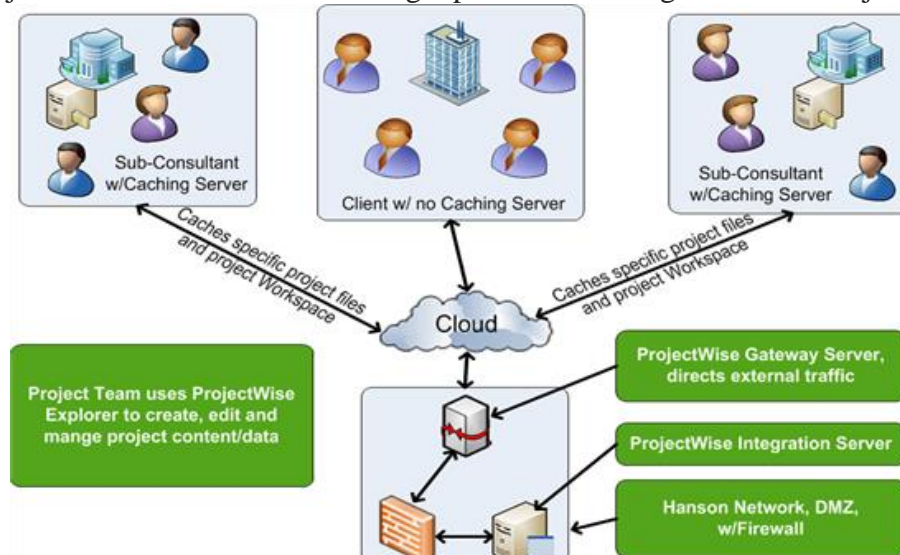 Sub-Consultant
w/Caching Server
Client w/ no Caching Server
Sub-Consultant
w/Caching Server
Caches specific project files
and project Workspace
Caches specific project files
and project Workspace
Cloud
Project Team uses ProjectWise
Explorer to create, edit and
mange project content/data
ProjectWise Gateway Server,
directs external traffic
ProjectWise Integration Server
Hanson Network, DMZ,
w/Firewall